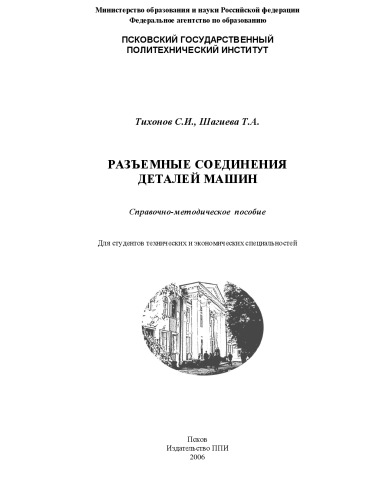 Министерство образования и науки Российской федерации
Федеральное агентство по образованию
ПСКОВСКИЙ ГОСУДАРСТВЕННЫЙ
ПОЛИТЕХНИЧЕСКИЙ ИНСТИТУТ
Тихонов С.И., Шагиева Т.А.
РАЗЪЕМНЫЕ СОЕДИНЕНИЯ
ДЕТАЛЕЙ МАШИН
Справочно-методическое пособие
Для студентов технических и экономических специальностей
Псков
Издательство ППИ
2006